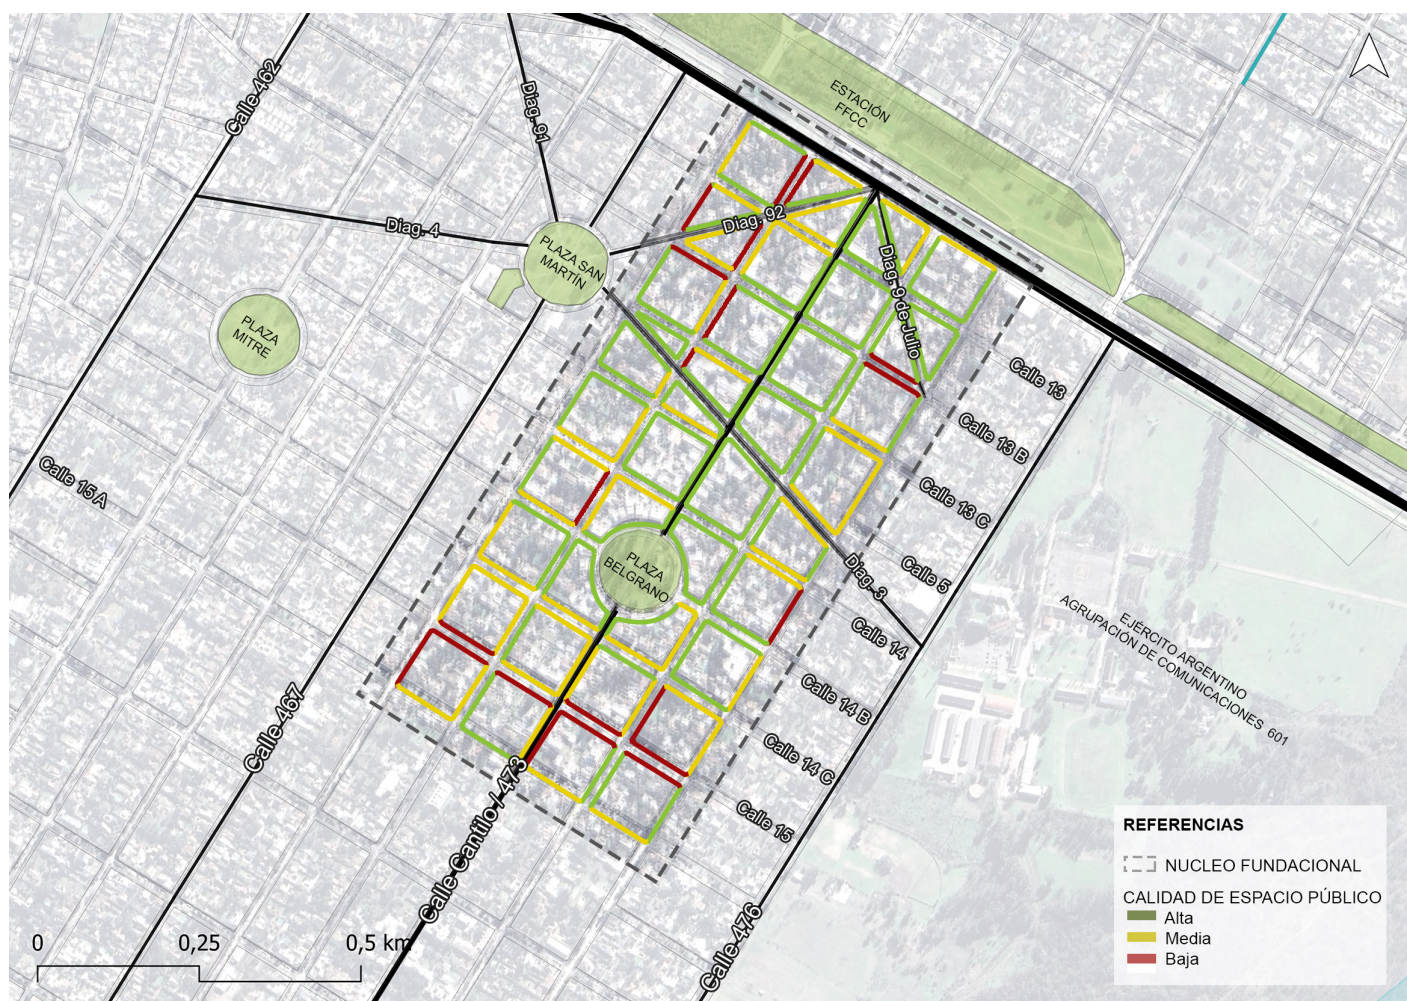 Calle 462
Diag. 91
ESTACIÓN
FFCC
Diag. 4
Diag. 92
PLAZA SAN
MARTÍN
PLAZA
MITRE
Diag. 9 de Julio
Calle 13
Calle 13 B
Calle 13 C
Calle 15 A
Calle 5
Diag. 3
PLAZA
BELGRANO
Calle 14
EJÉRCITO ARGENTINO
AGRUPACIÓN DE COMUNICACIONES 601
Calle 14 B
Calle 467
Calle 14 C
Calle 15
Calle Cantilo / 473
Calle 476
0
0,25
0,5 km
REFERENCIAS
NUCLEO FUNDACIONAL
CALIDAD DE ESPACIO PÚBLICO
Alta
Media
Baja